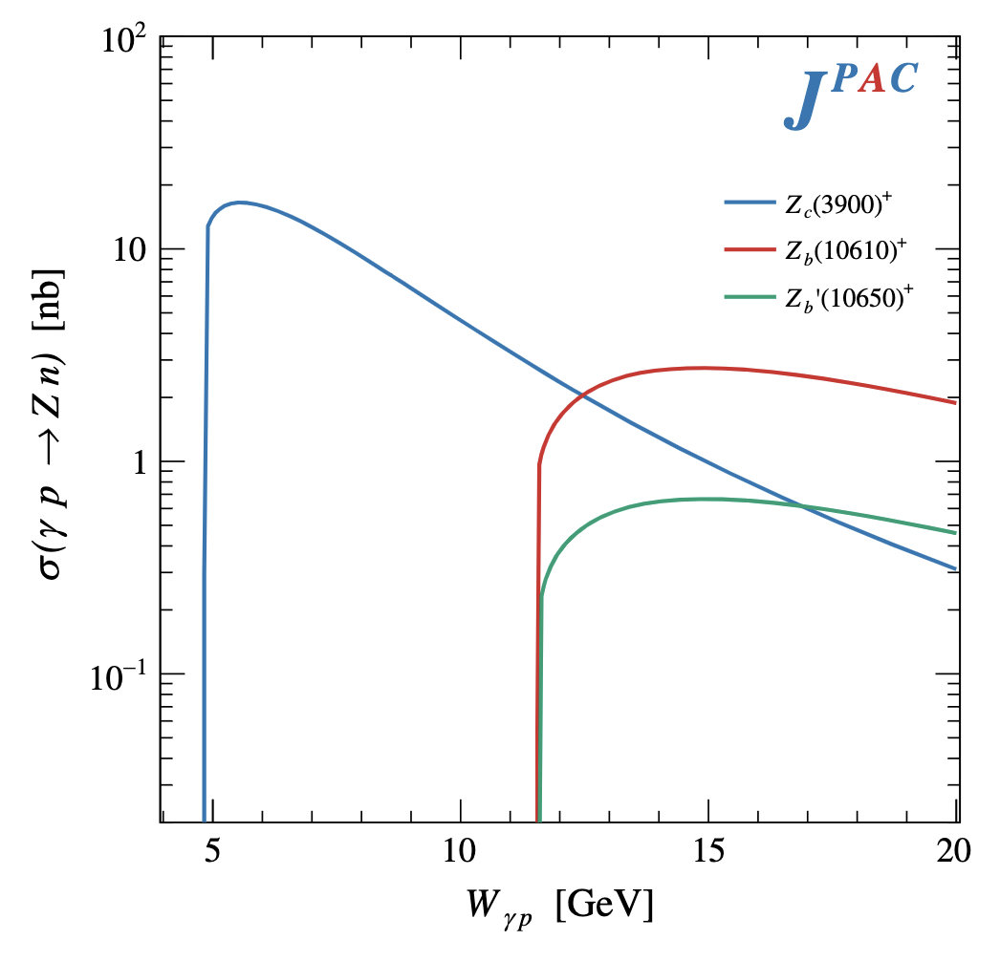 10²
J^PAC
Z_c(3900)⁺
10
Z_b(10610)⁺
Z_b'(10650)⁺
σ(γ p → Z n) [nb]
1
10⁻¹
5 10 15 20
W_γp [GeV]